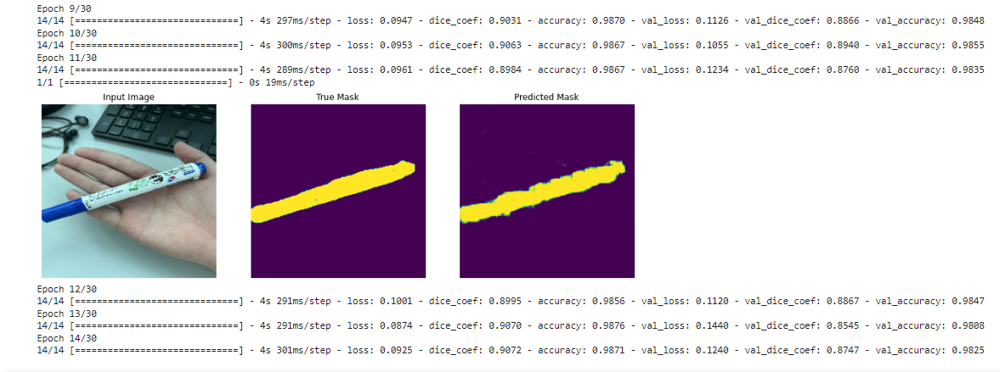 Epoch 9/30
14/14 [==============================] - 4s 297ms/step - loss: 0.0947 - dice_coef: 0.9031 - accuracy: 0.9870 - val_loss: 0.1126 - val_dice_coef: 0.8866 - val_accuracy: 0.9848
Epoch 10/30
14/14 [==============================] - 4s 300ms/step - loss: 0.0953 - dice_coef: 0.9063 - accuracy: 0.9867 - val_loss: 0.1055 - val_dice_coef: 0.8940 - val_accuracy: 0.9855
Epoch 11/30
14/14 [==============================] - 4s 289ms/step - loss: 0.0961 - dice_coef: 0.8984 - accuracy: 0.9867 - val_loss: 0.1234 - val_dice_coef: 0.8760 - val_accuracy: 0.9835
1/1 [==============================] - 0s 19ms/step
Input Image True Mask Predicted Mask
Epoch 12/30
14/14 [==============================] - 4s 291ms/step - loss: 0.1001 - dice_coef: 0.8995 - accuracy: 0.9856 - val_loss: 0.1120 - val_dice_coef: 0.8867 - val_accuracy: 0.9847
Epoch 13/30
14/14 [==============================] - 4s 291ms/step - loss: 0.0874 - dice_coef: 0.9070 - accuracy: 0.9876 - val_loss: 0.1440 - val_dice_coef: 0.8545 - val_accuracy: 0.9808
Epoch 14/30
14/14 [==============================] - 4s 301ms/step - loss: 0.0925 - dice_coef: 0.9072 - accuracy: 0.9871 - val_loss: 0.1240 - val_dice_coef: 0.8747 - val_accuracy: 0.9825